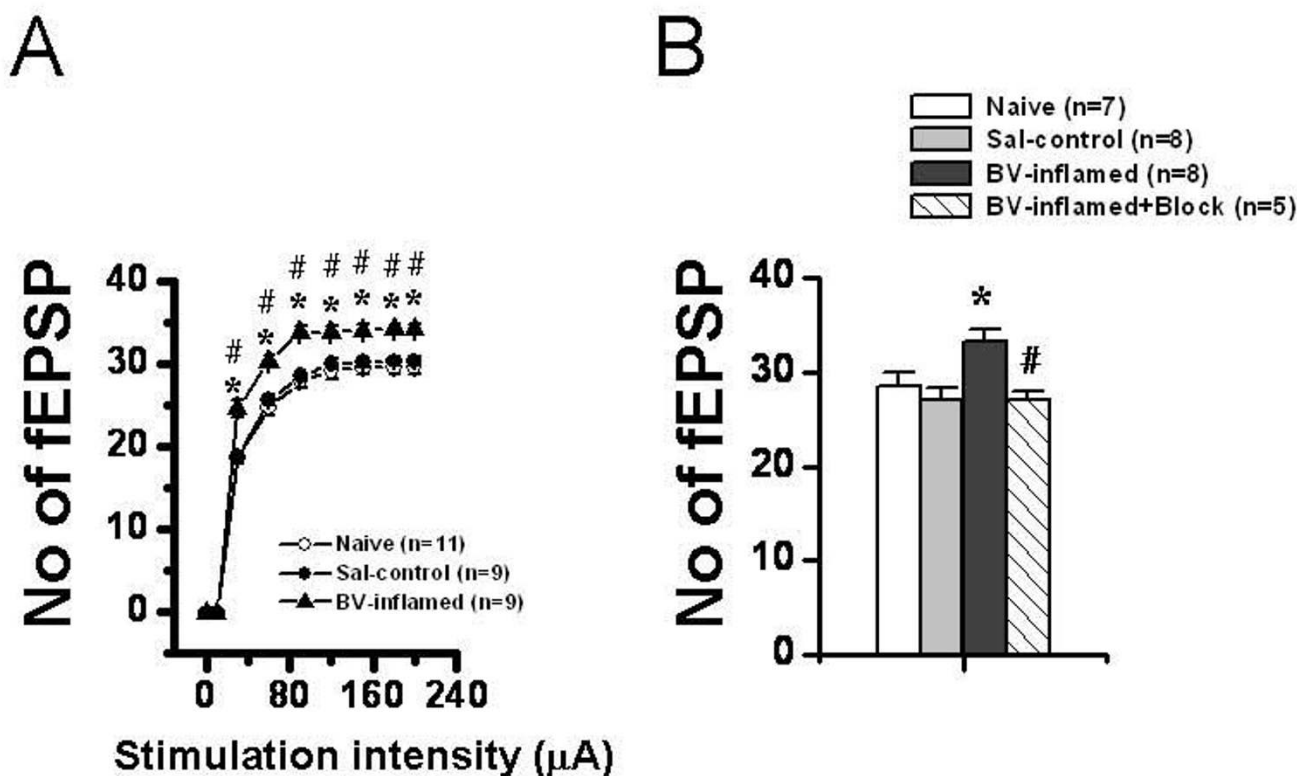 A
B
Naive (n=7)
Sal-control (n=8)
BV-inflamed (n=8)
BV-inflamed+Block (n=5)
No of fEPSP
40
30
20
10
0
# # # # # # #
* * * * * * *
Naive (n=11)
Sal-control (n=9)
BV-inflamed (n=9)
0 80 160 240
Stimulation intensity (μA)
No of fEPSP
40
30
20
10
0
*
#